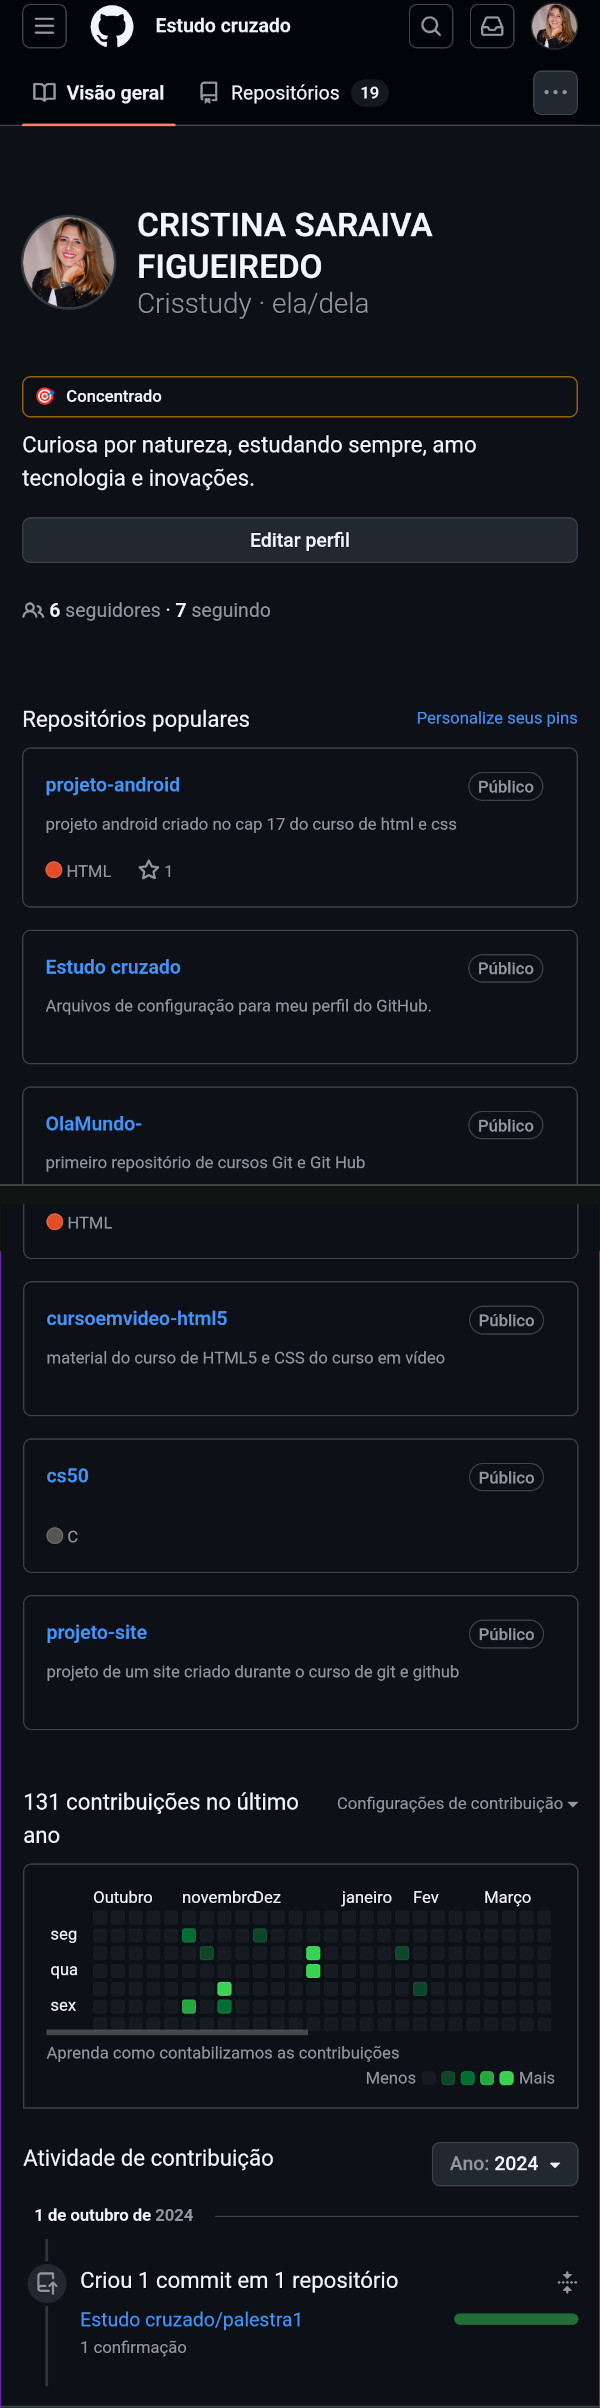 Estudo cruzado
Visão geral
Repositórios 19
CRISTINA SARAIVA
FIGUEIREDO
Crisstudy · ela/dela
Concentrado
Curiosa por natureza, estudando sempre, amo
tecnologia e inovações.
Editar perfil
6 seguidores · 7 seguindo
Repositórios populares
Personalize seus pins
projeto-android
Público
projeto android criado no cap 17 do curso de html e css
HTML
1
Estudo cruzado
Público
Arquivos de configuração para meu perfil do GitHub.
OlaMundo-
Público
primeiro repositório de cursos Git e Git Hub
HTML
cursoemvideo-html5
Público
material do curso de HTML5 e CSS do curso em vídeo
cs50
Público
C
projeto-site
Público
projeto de um site criado durante o curso de git e github
131 contribuições no último
ano
Configurações de contribuição
Outubro novembro Dez janeiro Fev Março
seg
qua
sex
Aprenda como contabilizamos as contribuições
Menos Mais
Atividade de contribuição
Ano: 2024
1 de outubro de 2024
Criou 1 commit em 1 repositório
Estudo cruzado/palestra1
1 confirmação